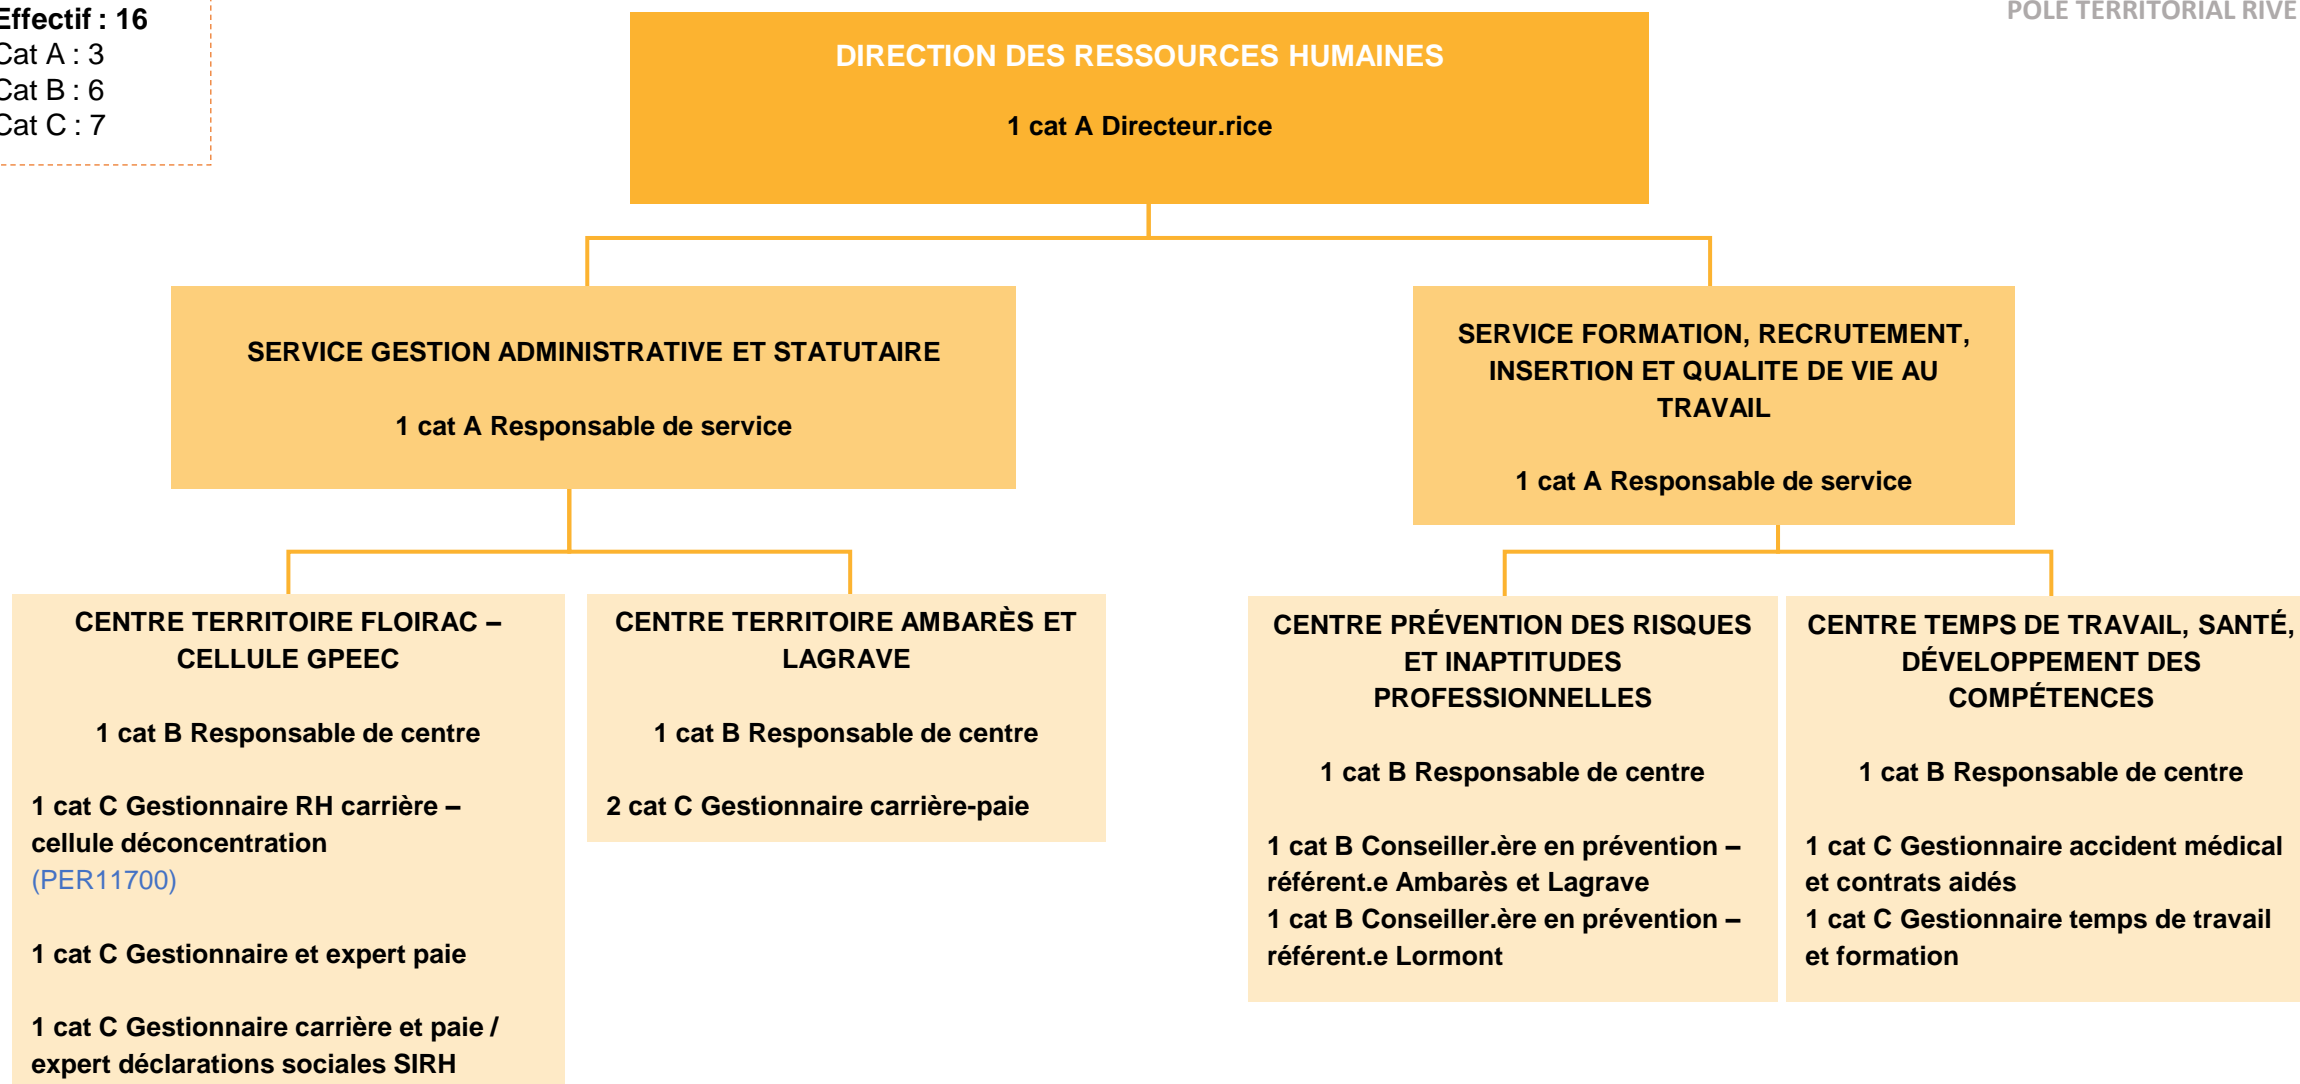 Effectif : 16
Cat A : 3
Cat B : 6
Cat C : 7
POLE TERRITORIAL RIVE
DIRECTION DES RESSOURCES HUMAINES
1 cat A Directeur.rice
SERVICE GESTION ADMINISTRATIVE ET STATUTAIRE
1 cat A Responsable de service
SERVICE FORMATION, RECRUTEMENT,
INSERTION ET QUALITE DE VIE AU
TRAVAIL
1 cat A Responsable de service
CENTRE TERRITOIRE FLOIRAC –
CELLULE GPEEC
1 cat B Responsable de centre
1 cat C Gestionnaire RH carrière –
cellule déconcentration
(PER11700)
1 cat C Gestionnaire et expert paie
1 cat C Gestionnaire carrière et paie /
expert déclarations sociales SIRH
CENTRE TERRITOIRE AMBARÈS ET
LAGRAVE
1 cat B Responsable de centre
2 cat C Gestionnaire carrière-paie
CENTRE PRÉVENTION DES RISQUES
ET INAPTITUDES
PROFESSIONNELLES
1 cat B Responsable de centre
1 cat B Conseiller.ère en prévention –
référent.e Ambarès et Lagrave
1 cat B Conseiller.ère en prévention –
référent.e Lormont
CENTRE TEMPS DE TRAVAIL, SANTÉ,
DÉVELOPPEMENT DES
COMPÉTENCES
1 cat B Responsable de centre
1 cat C Gestionnaire accident médical
et contrats aidés
1 cat C Gestionnaire temps de travail
et formation